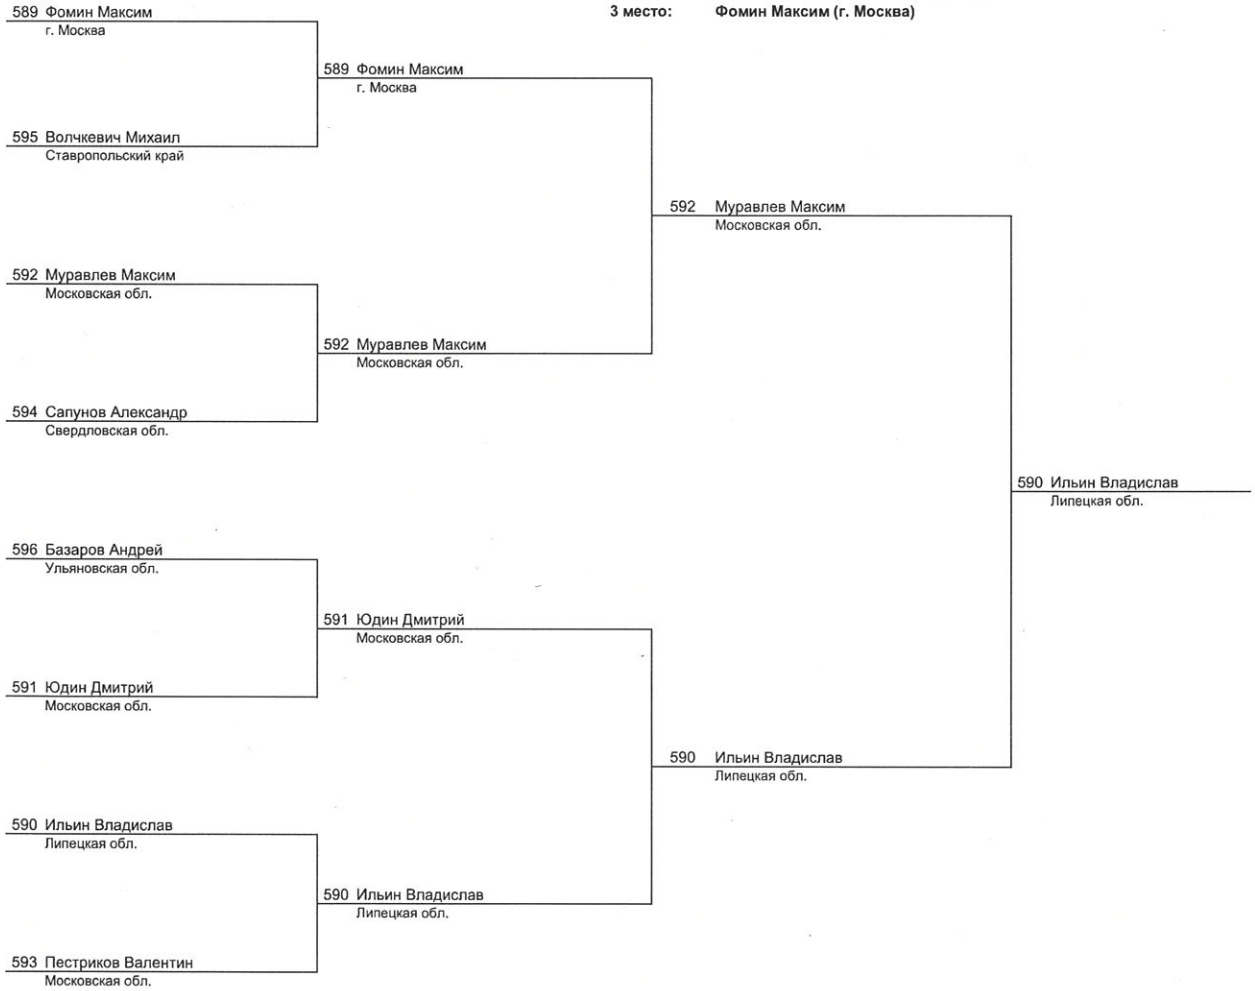 589 Фомин Максим
г. Москва
3 место: Фомин Максим (г. Москва)
589 Фомин Максим
г. Москва
595 Волчкевич Михаил
Ставропольский край
592 Муравлев Максим
Московская обл.
592 Муравлев Максим
Московская обл.
592 Муравлев Максим
Московская обл.
594 Сапунов Александр
Свердловская обл.
590 Ильин Владислав
Липецкая обл.
596 Базаров Андрей
Ульяновская обл.
591 Юдин Дмитрий
Московская обл.
591 Юдин Дмитрий
Московская обл.
590 Ильин Владислав
Липецкая обл.
590 Ильин Владислав
Липецкая обл.
590 Ильин Владислав
Липецкая обл.
593 Пестриков Валентин
Московская обл.